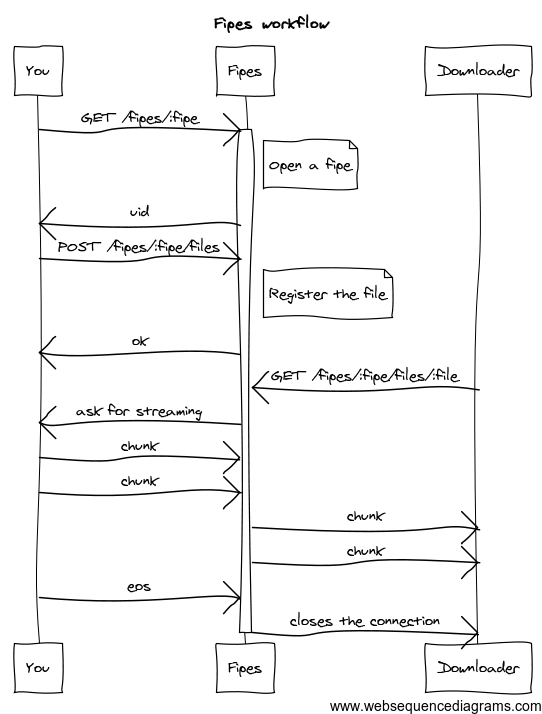 Fipes workflow
You
Fipes
Downloader
GET /fipes/:fipe
Open a fipe
uid
POST /fipes/:fipe/files
Register the file
ok
GET /fipes/:fipe/files/:file
ask for streaming
chunk
chunk
chunk
chunk
eos
closes the connection
You
Fipes
Downloader
www.websequencediagrams.com